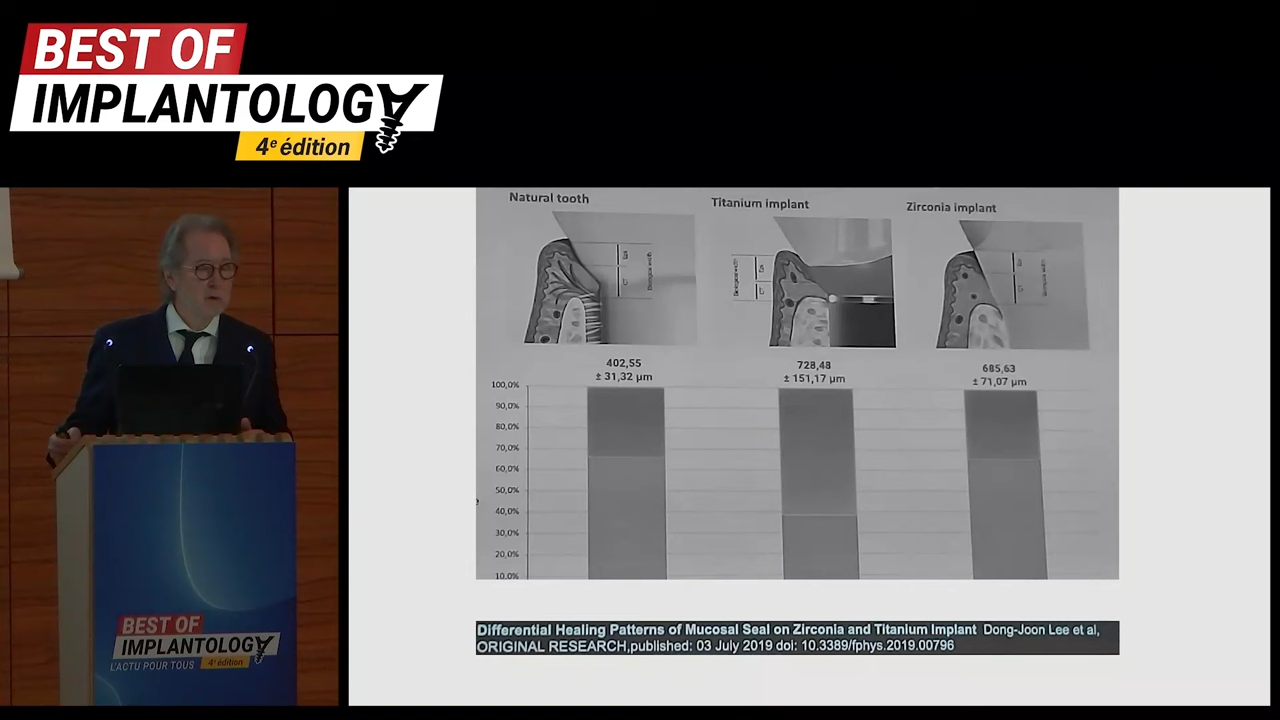 BEST OF
IMPLANTOLOGY
4e édition
Natural tooth
Titanium implant
Zirconia implant
402,55
± 31,32 µm
728,48
± 151,17 µm
685,63
± 71,07 µm
100,0%
90,0%
80,0%
70,0%
60,0%
50,0%
40,0%
30,0%
20,0%
10,0%
Differential Healing Patterns of Mucosal Seal on Zirconia and Titanium Implant Dong-Joon Lee et al,
ORIGINAL RESEARCH,published: 03 July 2019 doi: 10.3389/fphys.2019.00796
BEST OF
IMPLANTOLOGY
L'ACTU POUR TOUS
4e édition